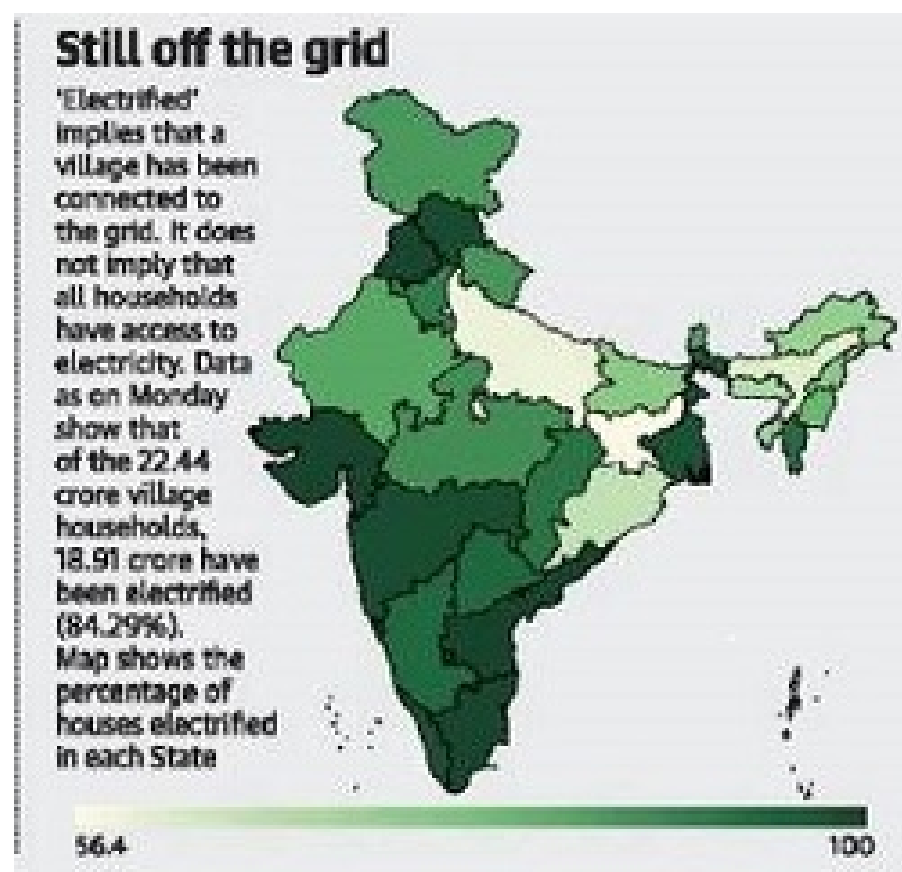 Still off the grid
'Electrified'
implies that a
village has been
connected to
the grid. It does
not imply that
all households
have access to
electricity. Data
as on Monday
show that
of the 22.44
crore village
households,
18.91 crore have
been electrified
(84.29%).
Map shows the
percentage of
houses electrified
in each State
56.4
100